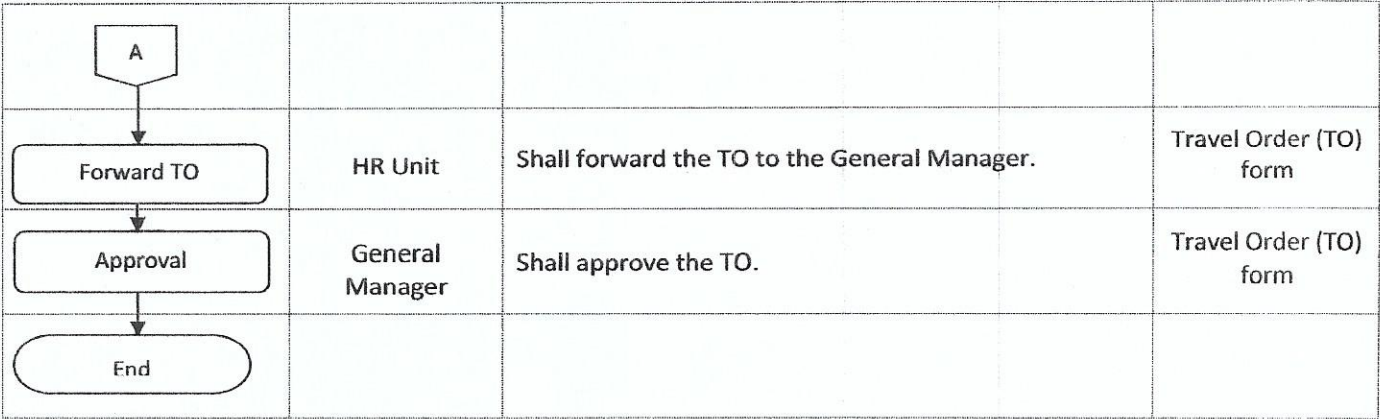 A
Forward TO
HR Unit
Shall forward the TO to the General Manager.
Travel Order (TO)
form
Approval
General
Manager
Shall approve the TO.
Travel Order (TO)
form
End